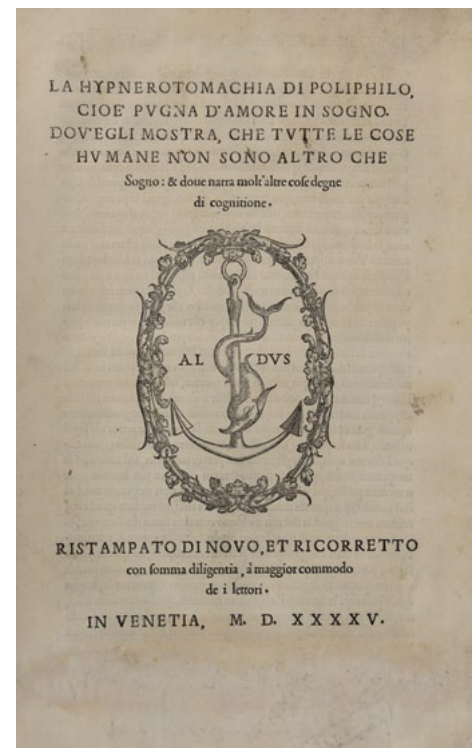 LA HYPNEROTOMACHIA DI POLIPHILO,
CIOE' PVGNA D'AMORE IN SOGNO.
DOV'EGLI MOSTRA, CHE TVTTE LE COSE
HVMANE NON SONO ALTRO CHE
Sogno: & doue narra molt'altre cose degne
di cognitione.
AL DVS
RISTAMPATO DI NOVO, ET RICORRETTO
con somma diligentia, à maggior commodo
de i lettori.
IN VENETIA, M. D. XXXXV.